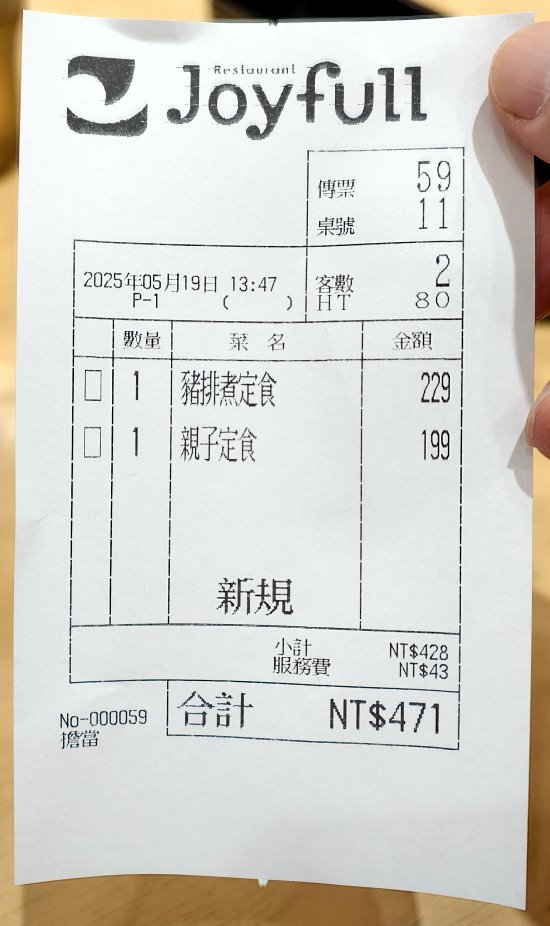 Restaurant
Joyfull
傳票 59
桌號 11
2025年05月19日 13:47 客數 2
P-1 ( ) HT 80
數量 菜 名 金額
1 豬排煮定食 229
1 親子定食 199
新規
小計 NT$428
服務費 NT$43
合計 NT$471
No-000059
擔當